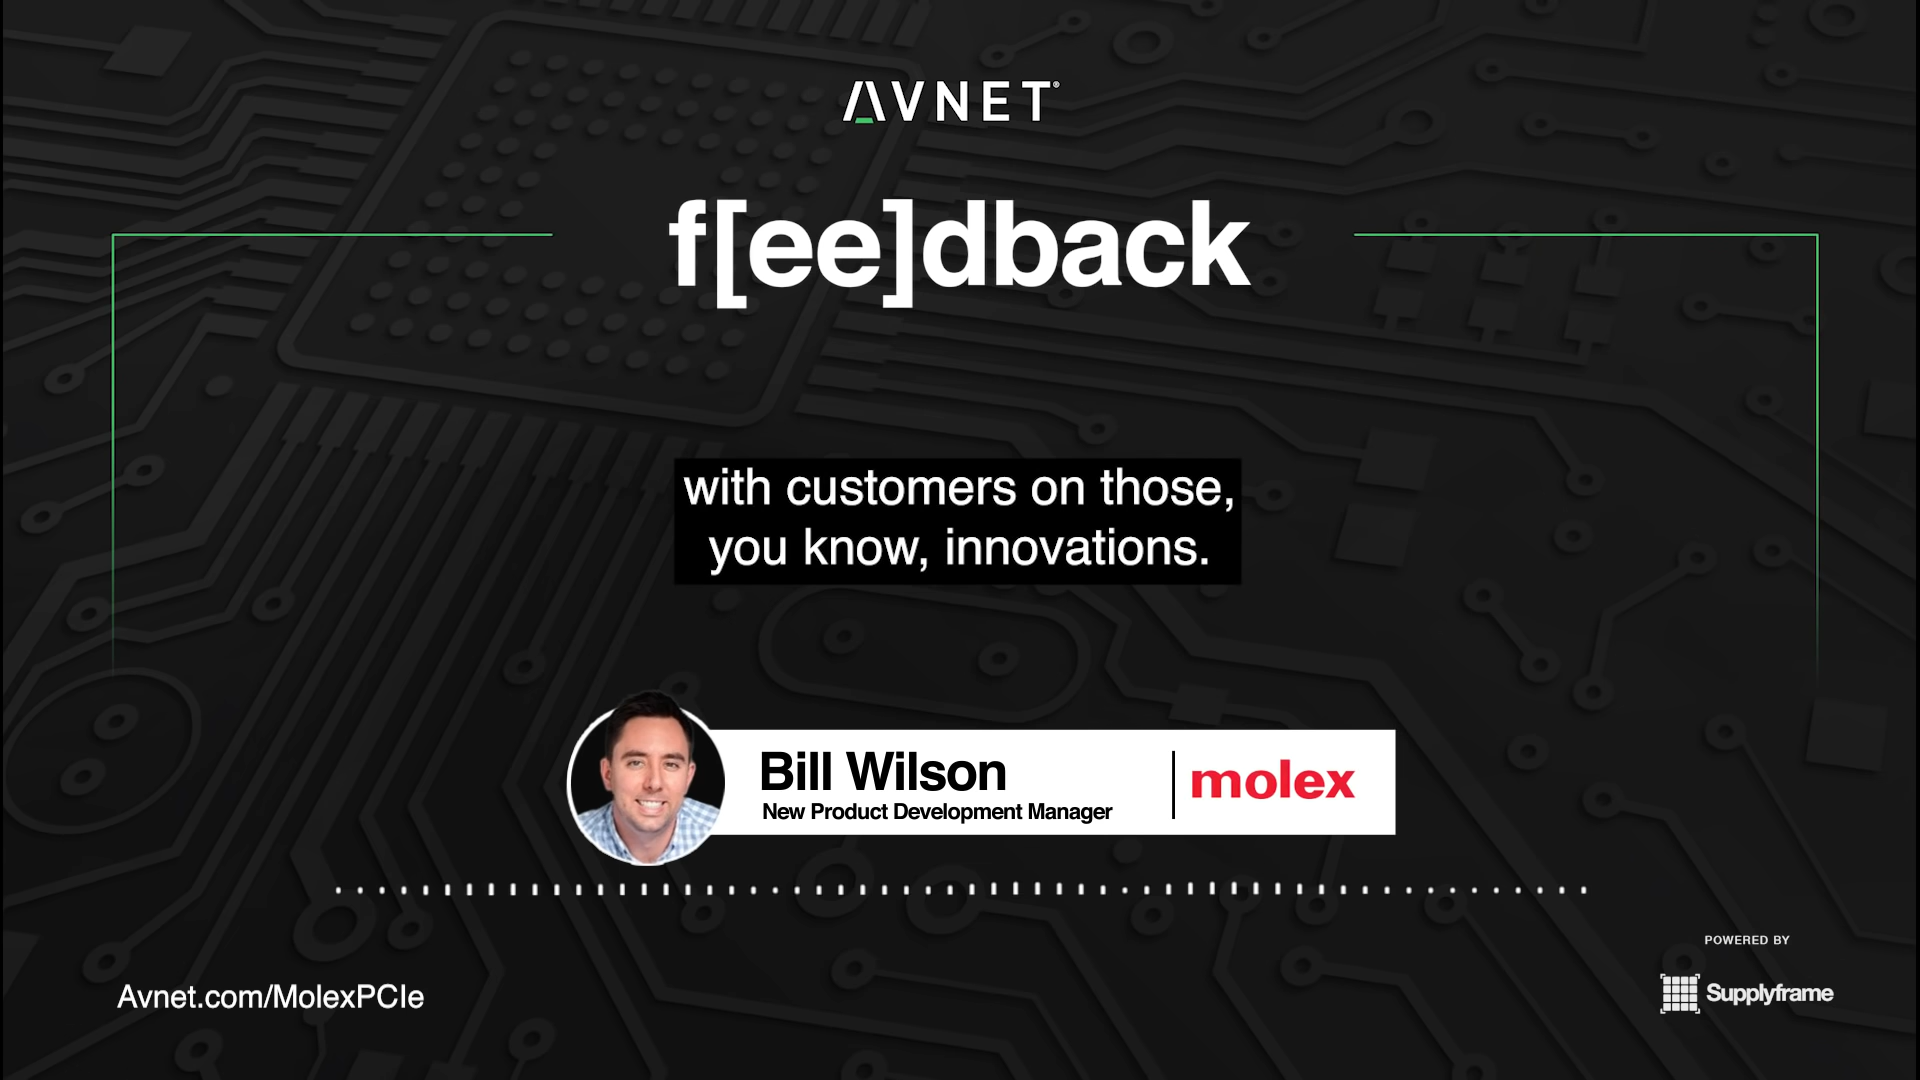 AVNET®
f[ee]dback
with customers on those,
you know, innovations.
Bill Wilson
New Product Development Manager
molex
POWERED BY
Supplyframe
Avnet.com/MolexPCIe